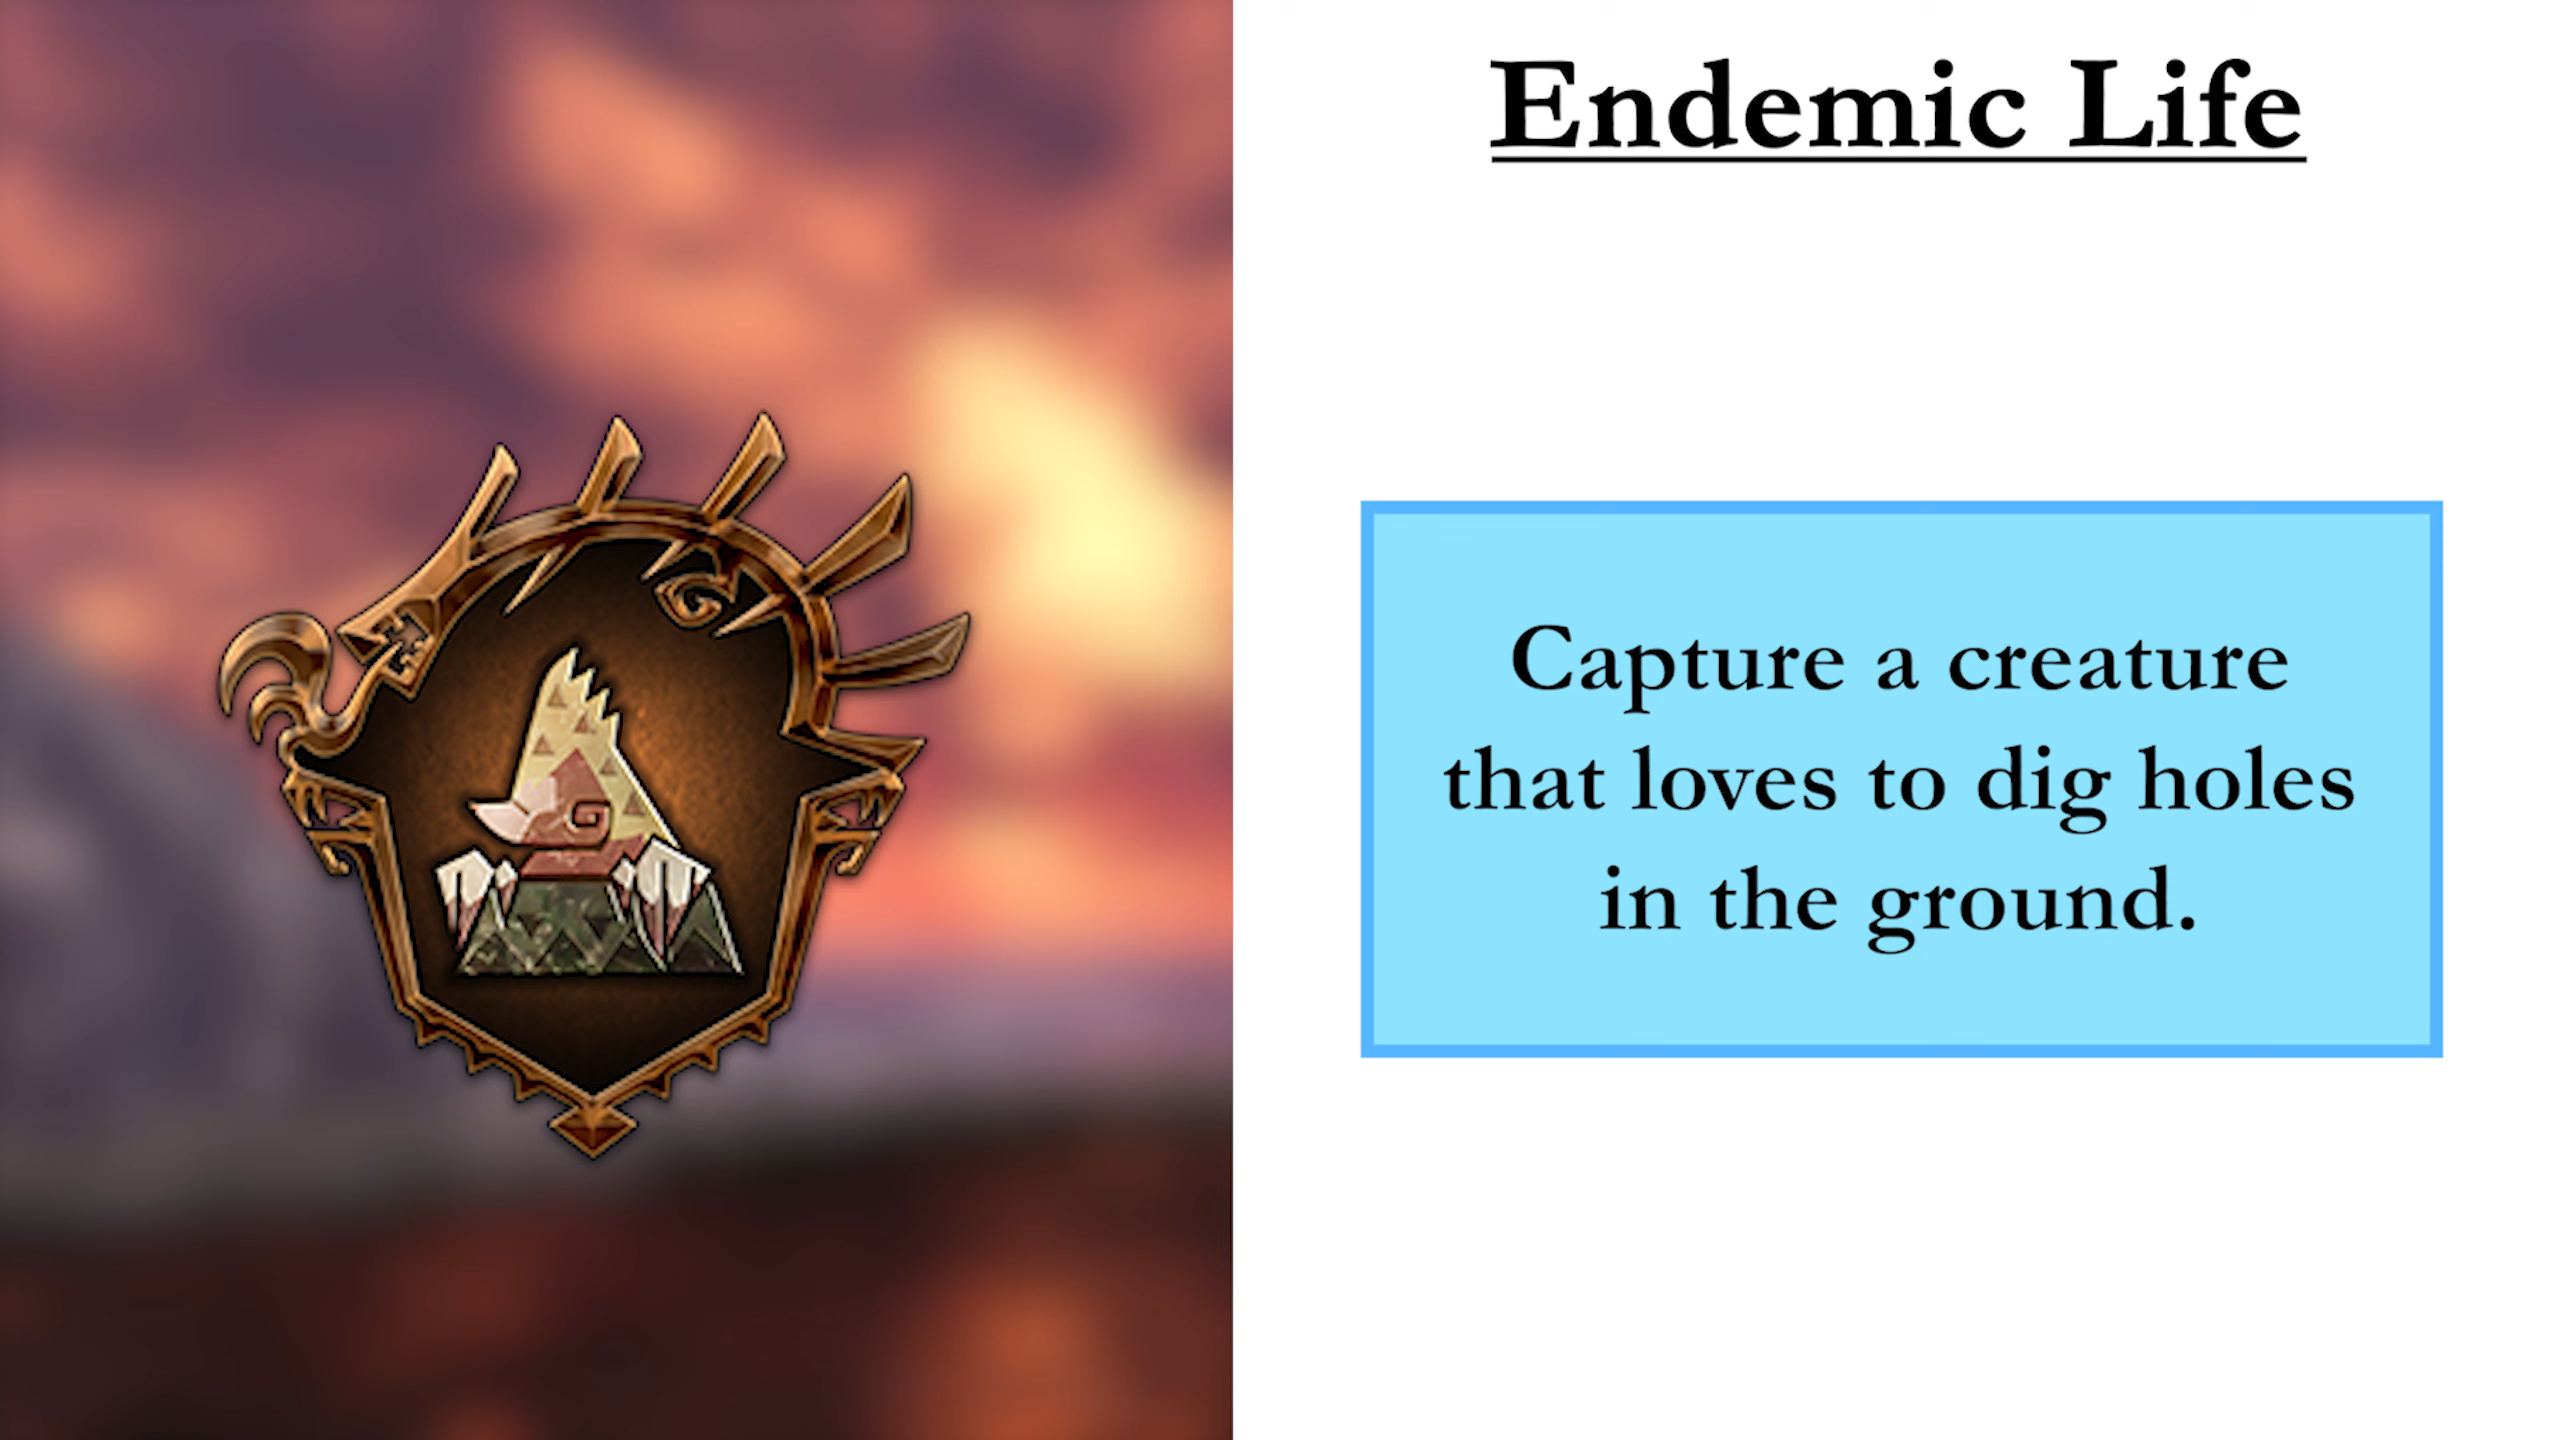 Endemic Life
Capture a creature
that loves to dig holes
in the ground.